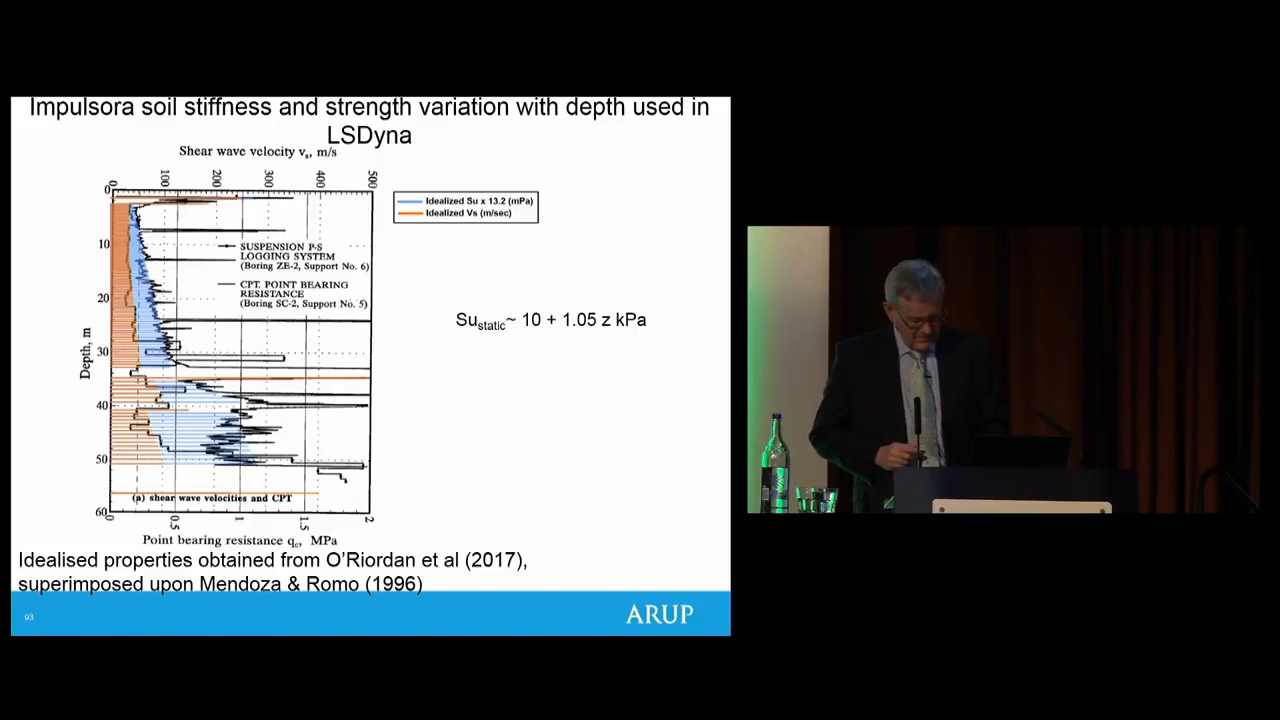 Impulsora soil stiffness and strength variation with depth used in
LSDyna
Shear wave velocity vs, m/s
0 100 200 300 400 500
Idealized Su x 13.2 (mPa)
Idealized Vs (m/sec)
0
10
20
30
40
50
60
Depth, m
SUSPENSION P-S
LOGGING SYSTEM
(Boring ZE-2, Support No. 6)
CPT. POINT BEARING
RESISTANCE
(Boring SC-2, Support No. 5)
Sustatic~ 10 + 1.05 z kPa
(a) shear wave velocities and CPT
0 0.5 1 1.5 2
Point bearing resistance qc, MPa
Idealised properties obtained from O'Riordan et al (2017),
superimposed upon Mendoza & Romo (1996)
93
ARUP